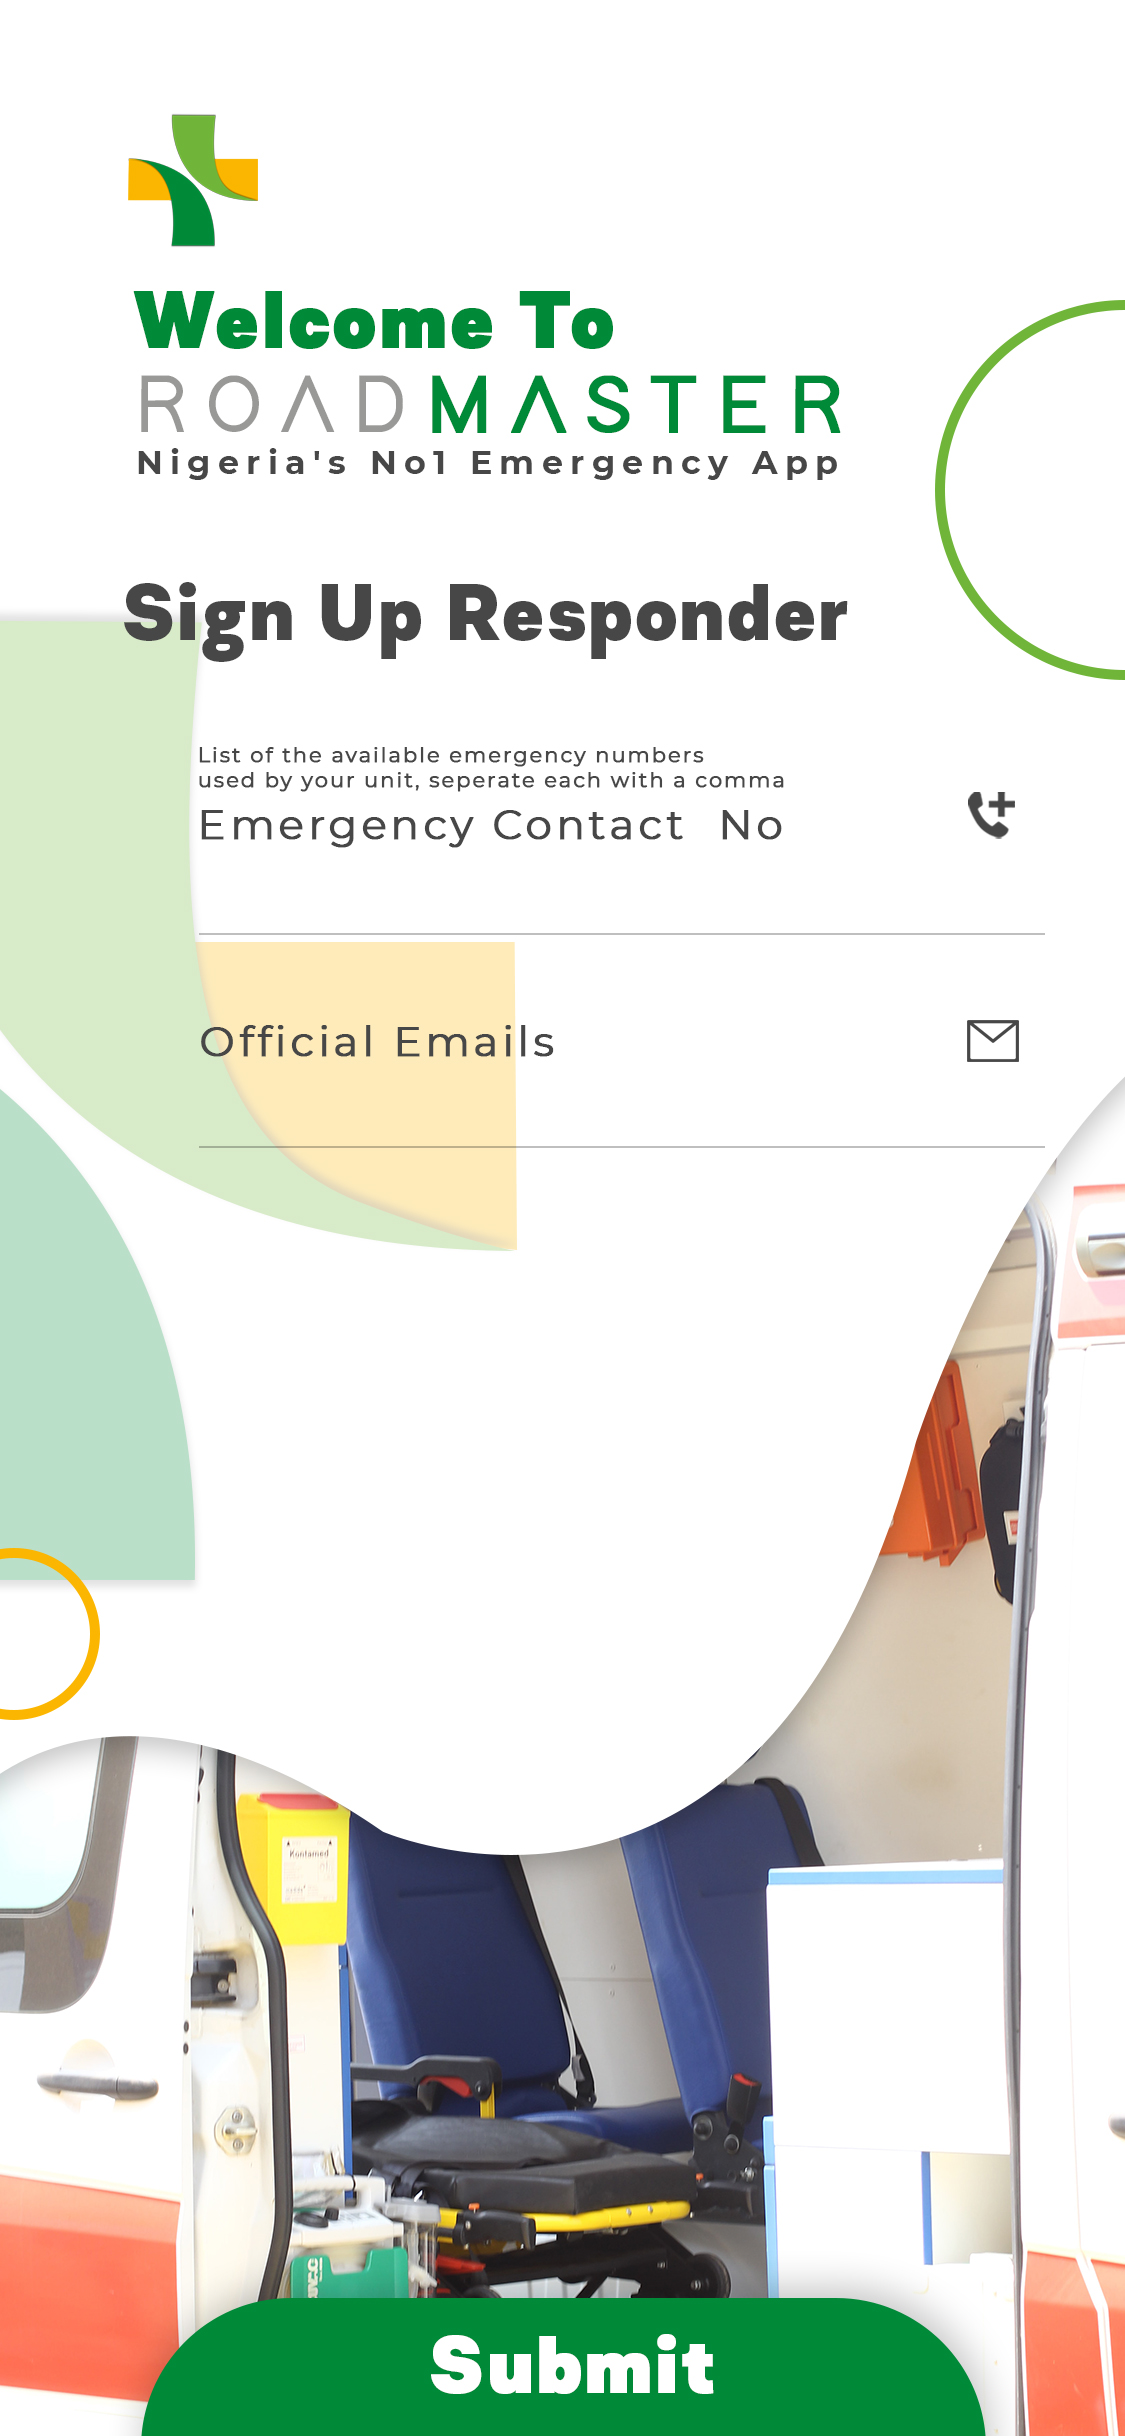 Welcome To
ROADMASTER
Nigeria's No1 Emergency App
Sign Up Responder
List of the available emergency numbers
used by your unit, seperate each with a comma
Emergency Contact No
Official Emails
Kontamed
Submit